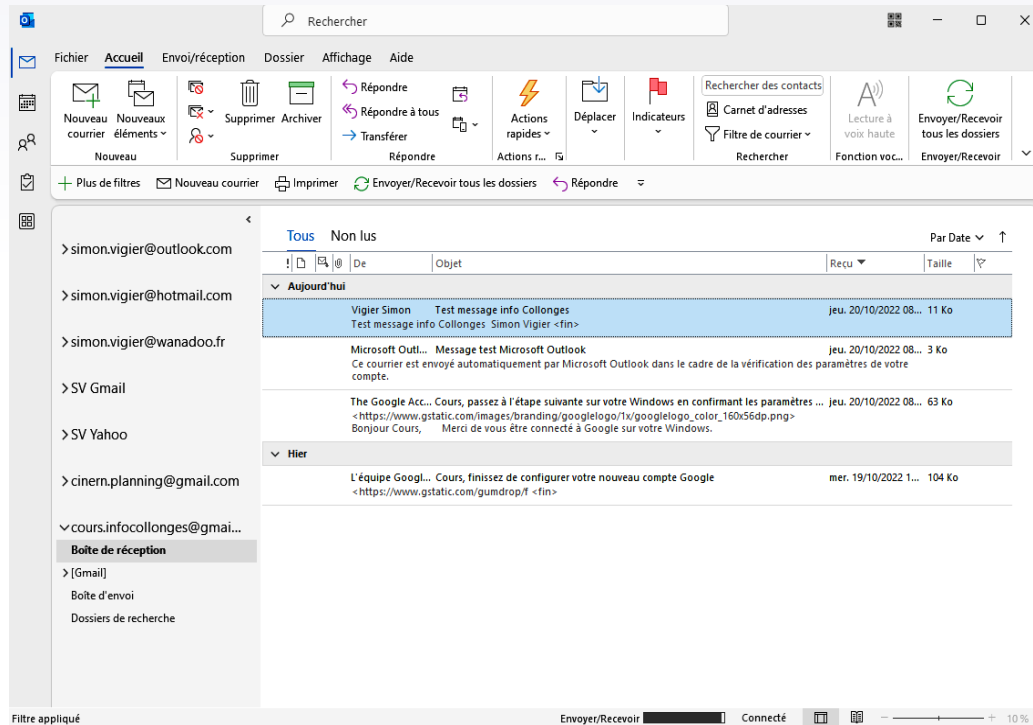 Rechercher
Fichier Accueil Envoi/réception Dossier Affichage Aide
Nouveau courrier
Nouveaux éléments
Nouveau
Supprimer Archiver
Supprimer
Répondre
Répondre à tous
Transférer
Répondre
Actions rapides
Actions r...
Déplacer
Indicateurs
Rechercher des contacts
Carnet d'adresses
Filtre de courrier
Rechercher
Lecture à voix haute
Fonction voc...
Envoyer/Recevoir tous les dossiers
Envoyer/Recevoir
Plus de filtres Nouveau courrier Imprimer Envoyer/Recevoir tous les dossiers Répondre
simon.vigier@outlook.com
simon.vigier@hotmail.com
simon.vigier@wanadoo.fr
SV Gmail
SV Yahoo
cinern.planning@gmail.com
cours.infocollonges@gmai...
Boîte de réception
[Gmail]
Boîte d'envoi
Dossiers de recherche
Tous Non lus Par Date
! De Objet Reçu Taille
Aujourd'hui
Vigier Simon Test message info Collonges jeu. 20/10/2022 08... 11 Ko
Test message info Collonges Simon Vigier <fin>
Microsoft Outl... Message test Microsoft Outlook jeu. 20/10/2022 08... 3 Ko
Ce courrier est envoyé automatiquement par Microsoft Outlook dans le cadre de la vérification des paramètres de votre
compte.
The Google Acc... Cours, passez à l'étape suivante sur votre Windows en confirmant les paramètres ... jeu. 20/10/2022 08... 63 Ko
<https://www.gstatic.com/images/branding/googlelogo/1x/googlelogo_color_160x56dp.png>
Bonjour Cours, Merci de vous être connecté à Google sur votre Windows.
Hier
L'équipe Googl... Cours, finissez de configurer votre nouveau compte Google mer. 19/10/2022 1... 104 Ko
<https://www.gstatic.com/gumdrop/f <fin>
Filtre appliqué Envoyer/Recevoir Connecté 10 %